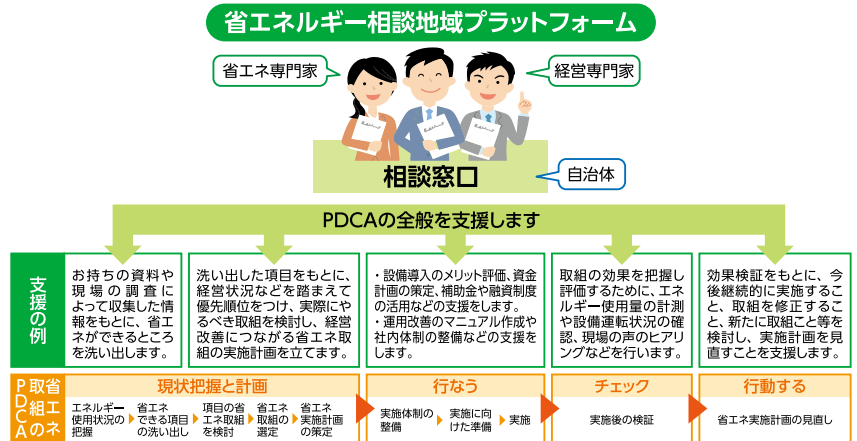 省エネルギー相談地域プラットフォーム
省エネ専門家
経営専門家
相談窓口
自治体
PDCAの全般を支援します
支援の例
お持ちの資料や
現場の調査に
よって収集した情
報をもとに、省エ
ネができるところ
を洗い出します。
洗い出した項目をもとに、
経営状況などを踏まえて
優先順位をつけ、実際にや
るべき取組を検討し、経営
改善につながる省エネ取
組の実施計画を立てます。
・設備導入のメリット評価、資金
計画の策定、補助金や融資制度
の活用などの支援をします。
・運用改善のマニュアル作成や
社内体制の整備などの支援を
します。
取組の効果を把握し
評価するために、エネ
ルギー使用量の計測
や設備運転状況の確
認、現場の声のヒアリ
ングなどを行います。
効果検証をもとに、今
後継続的に実施するこ
と、取組を修正するこ
と、新たに取組こと等を
検討し、実施計画を見
直すことを支援します。
省エネ
取組の
PDCA
現状把握と計画
エネルギー
使用状況の
把握
省エネ
できる項目
の洗い出し
項目の省
エネ取組
を検討
省エネ
取組の
選定
省エネ
実施計画
の策定
行なう
実施体制の
整備
実施に向
けた準備
実施
チェック
実施後の検証
行動する
省エネ実施計画の見直し